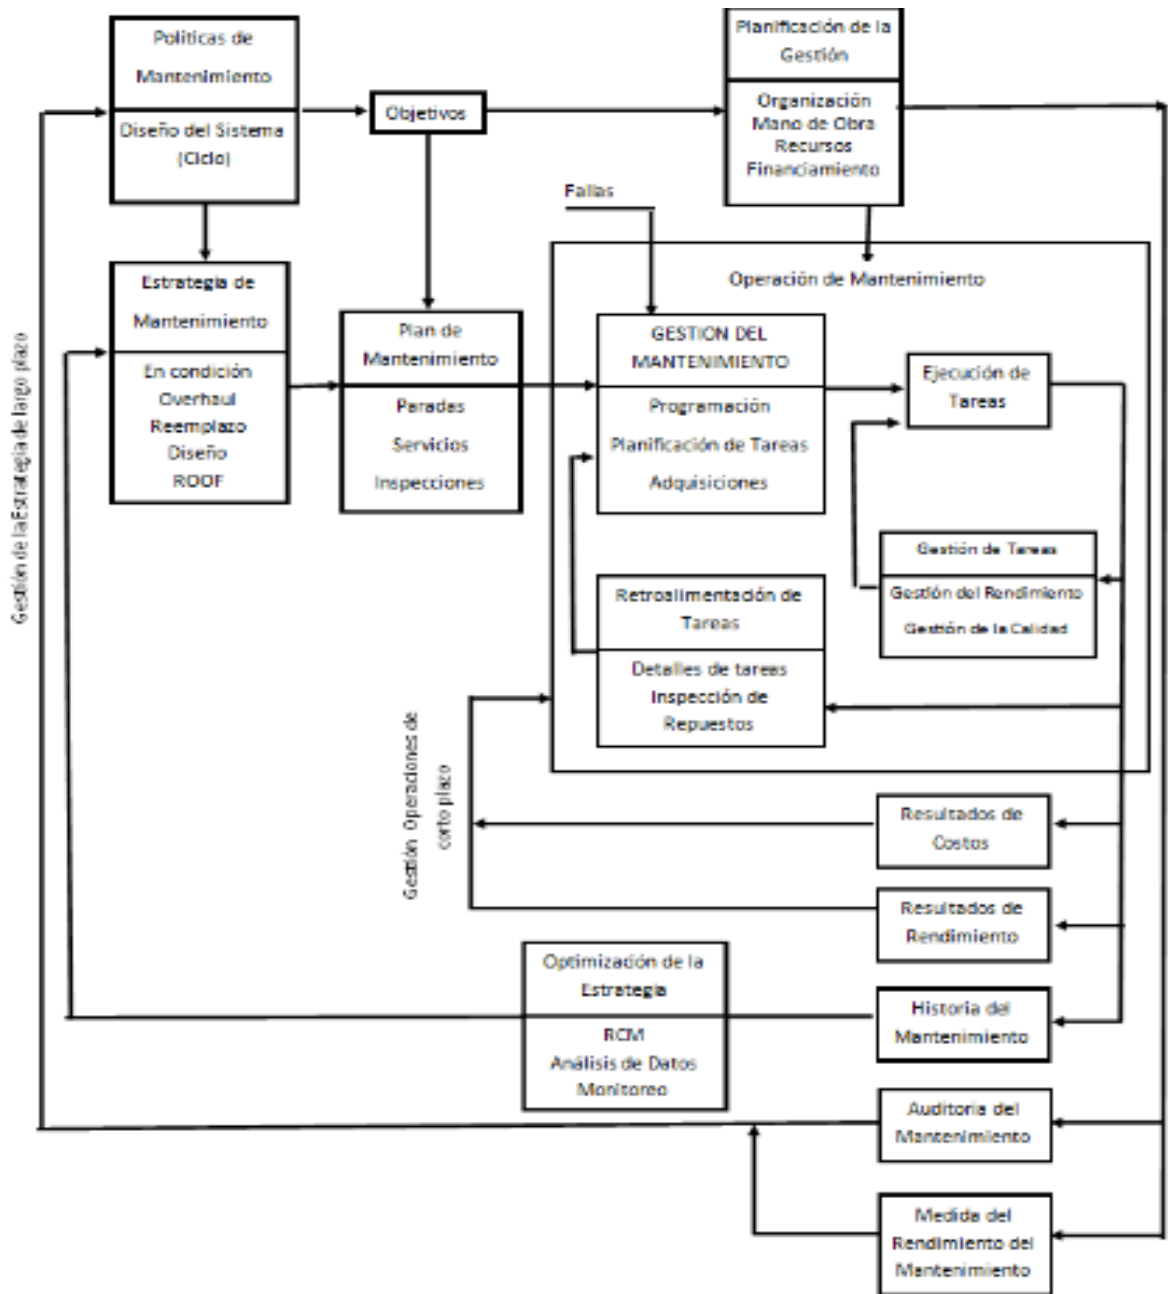 Políticas de
Mantenimiento
Diseño del Sistema
(Ciclo)
Objetivos
Planificación de la
Gestión
Organización
Mano de Obra
Recursos
Financiamiento
Fallas
Estrategia de
Mantenimiento
En condición
Overhaul
Reemplazo
Diseño
ROOF
Plan de
Mantenimiento
Paradas
Servicios
Inspecciones
Operación de Mantenimiento
GESTION DEL
MANTENIMIENTO
Programación
Planificación de Tareas
Adquisiciones
Ejecución de
Tareas
Gestión de Tareas
Gestión del Rendimiento
Gestión de la Calidad
Retroalimentación de
Tareas
Detalles de tareas
Inspección de
Repuestos
Gestión de la Estrategia de largo plazo
Gestión Operaciones de
corto plazo
Resultados de
Costos
Resultados de
Rendimiento
Optimización de la
Estrategia
RCM
Análisis de Datos
Monitoreo
Historia del
Mantenimiento
Auditoria del
Mantenimiento
Medida del
Rendimiento del
Mantenimiento